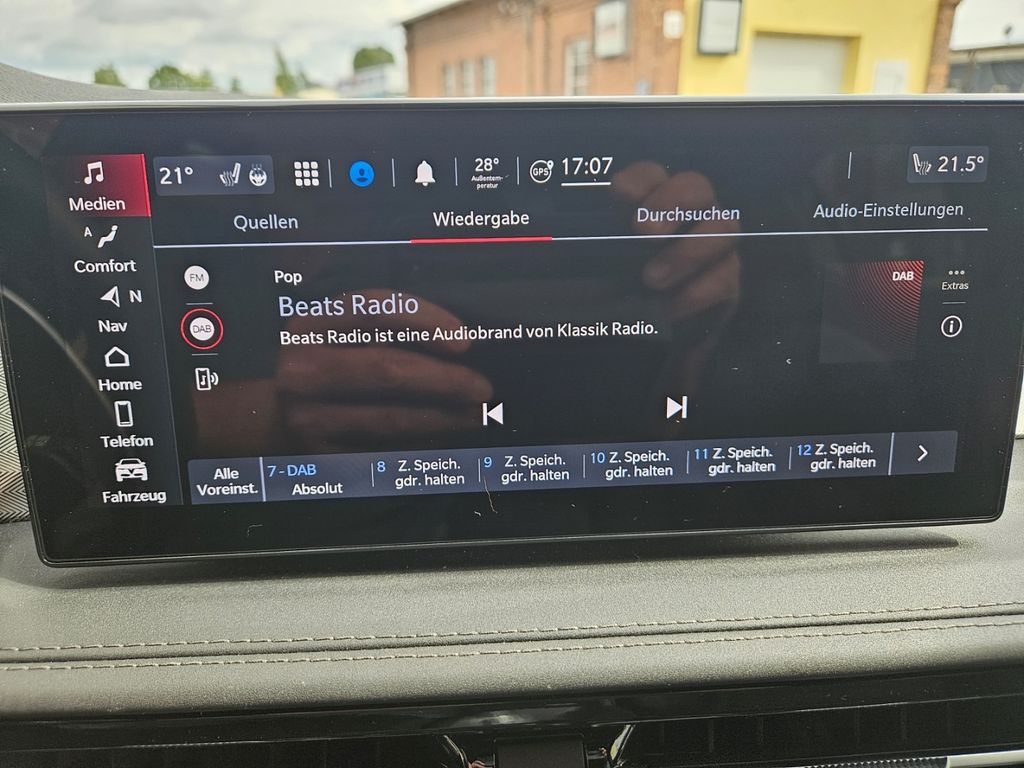 Medien
21°
28°
Außentem-
peratur
GPS
17:07
21.5°
Quellen
Wiedergabe
Durchsuchen
Audio-Einstellungen
A
Comfort
N
Nav
Home
Telefon
Fahrzeug
FM
DAB
Pop
Beats Radio
Beats Radio ist eine Audiobrand von Klassik Radio.
DAB
Extras
Alle
Voreinst.
7 - DAB
Absolut
8 Z. Speich.
gdr. halten
9 Z. Speich.
gdr. halten
10 Z. Speich.
gdr. halten
11 Z. Speich.
gdr. halten
12 Z. Speich.
gdr. halten